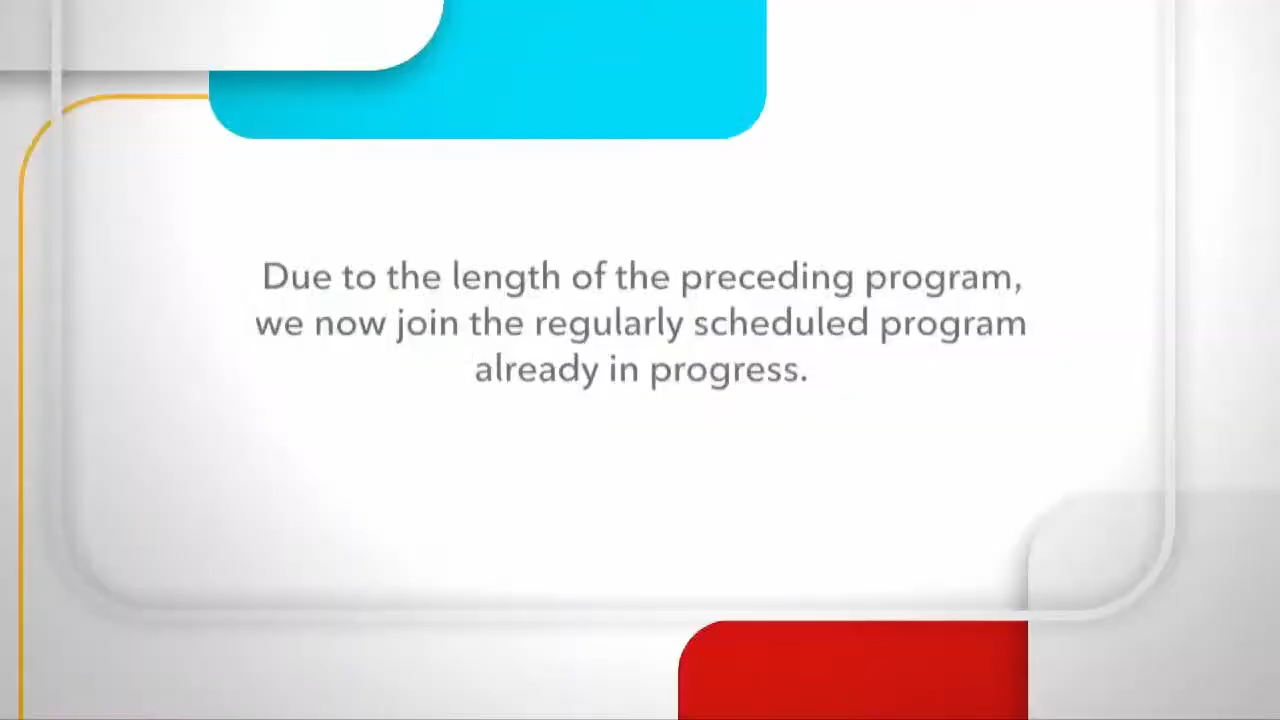 Due to the length of the preceding program,
we now join the regularly scheduled program
already in progress.